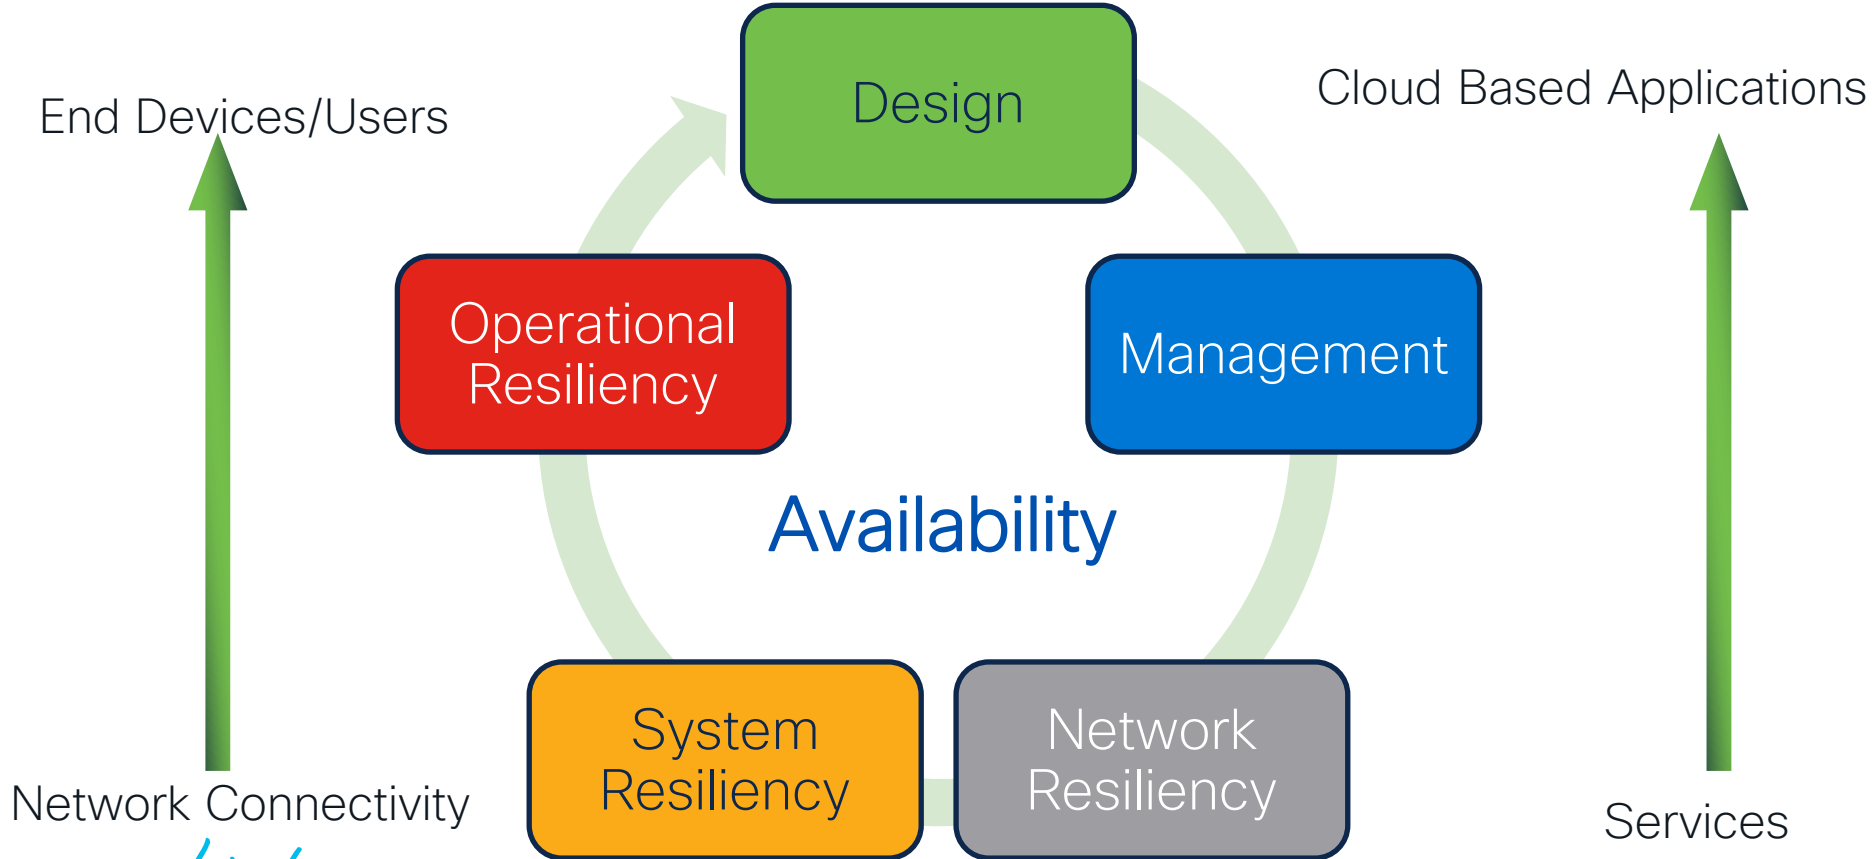 Design
Cloud Based Applications
End Devices/Users
Operational
Resiliency
Management
Availability
System
Resiliency
Network
Resiliency
Network Connectivity
Services